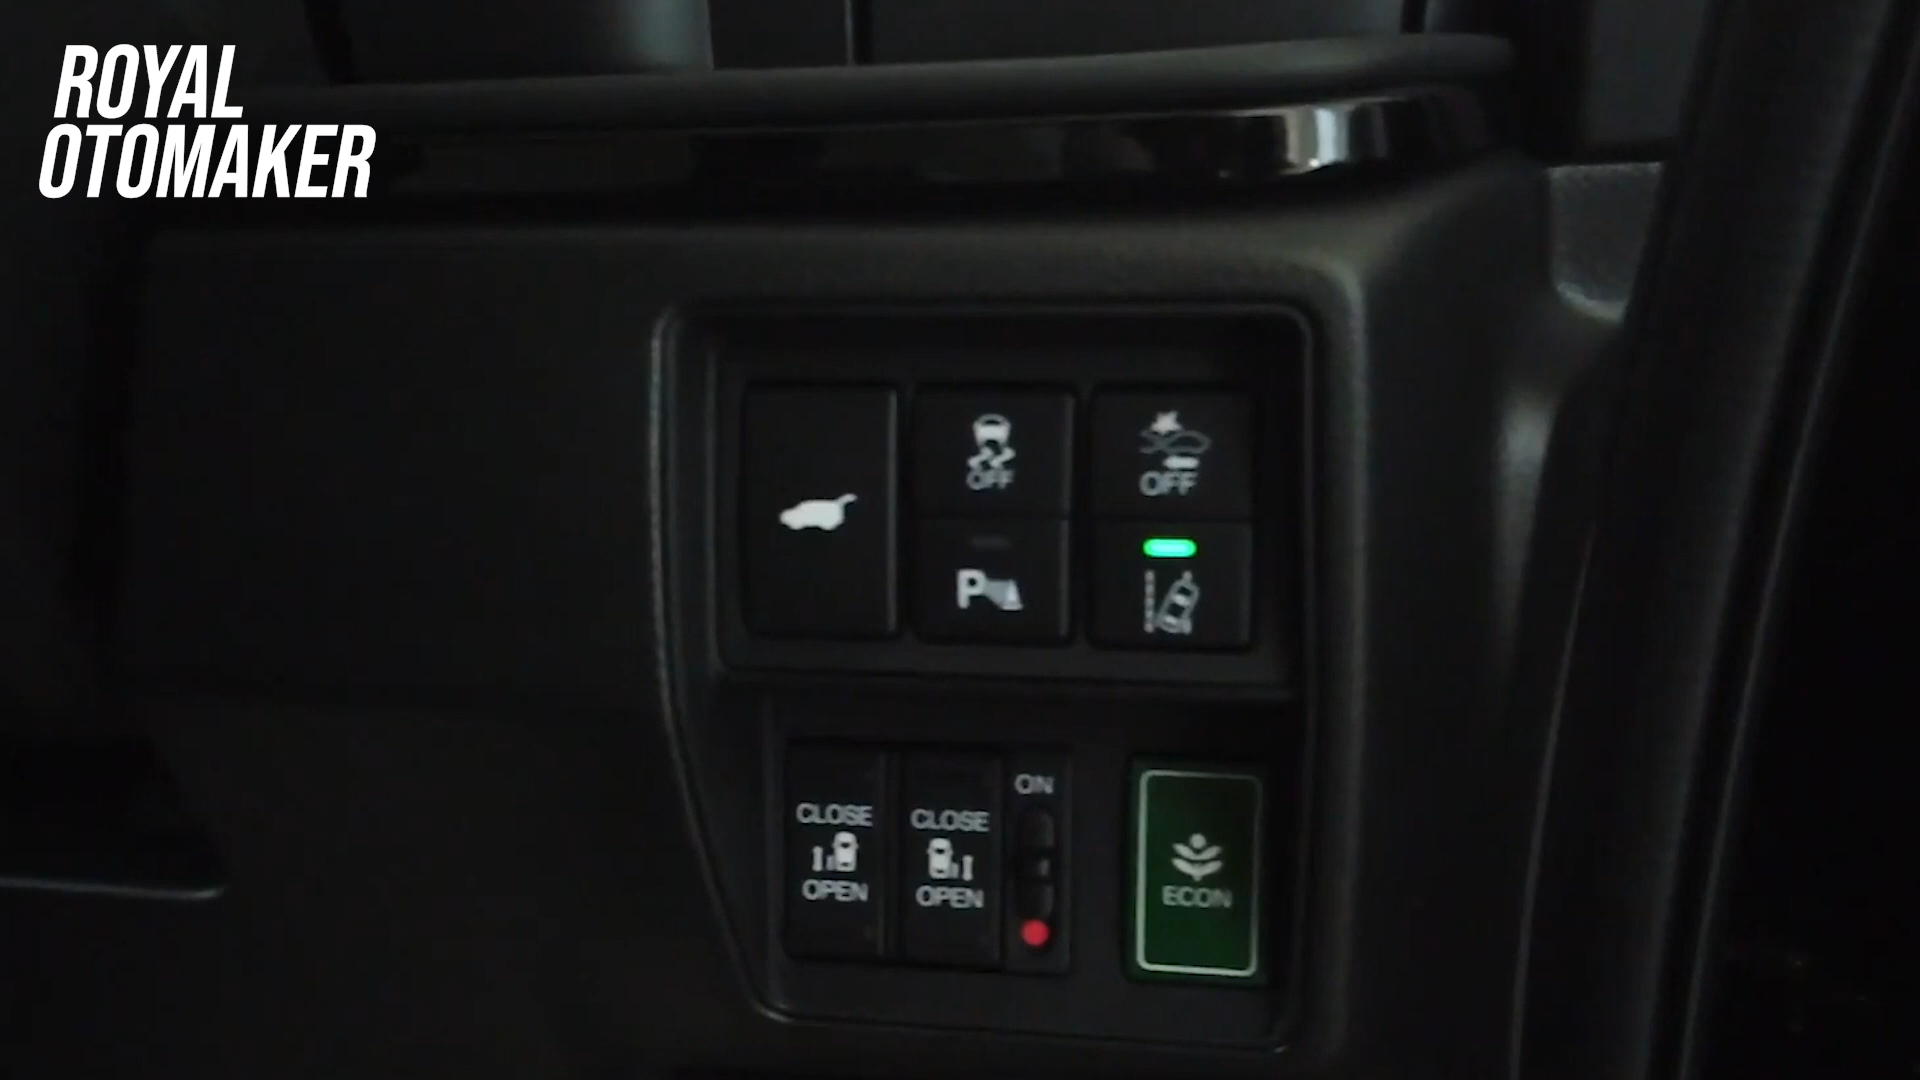 ROYAL
OTOMAKER
OFF
OFF
P
CLOSE
OPEN
CLOSE
OPEN
ON
ECON